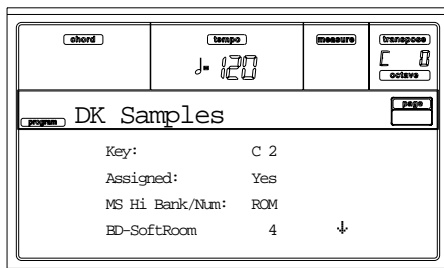 chord tempo measure transpose
♩= 120 C 0
octave
program DK Samples page
Key: C 2
Assigned: Yes
MS Hi Bank/Num: ROM
BD-SoftRoom 4 ↓